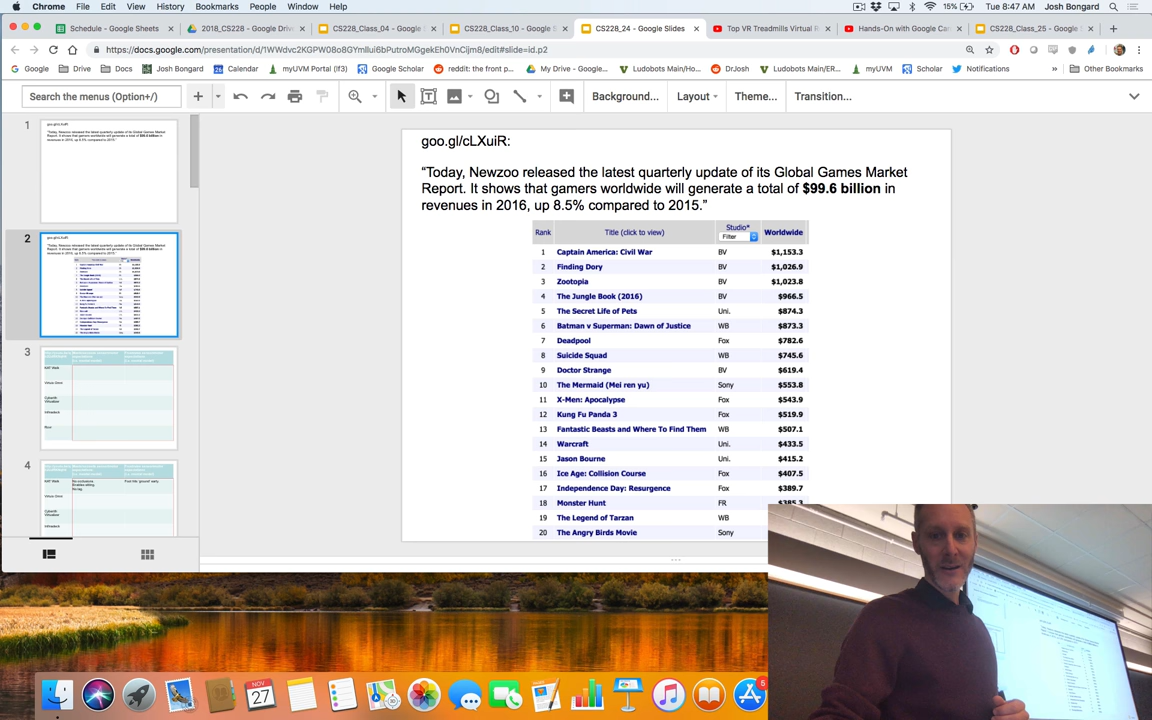 Chrome File Edit View History Bookmarks People Window Help 15% Tue 8:47 AM Josh Bongard
Schedule - Google Sheets 2018_CS228 - Google Driv CS228_Class_04 - Google S CS228_Class_10 - Google S CS228_24 - Google Slides Top VR Treadmills Virtual R Hands-On with Google Ca CS228_Class_25 - Google S
https://docs.google.com/presentation/d/1WWdvc2KGPW08o8GYmllui6bPutroMGgekEh0VnCijm8/edit#slide=id.p2
Google Docs Josh Bongard Calendar myUVM Portal (if3) Google Scholar reddit: the front p... My Drive - Google... Ludobots Main/Ho... DrJosh Ludobots Main/ER... myUVM Scholar Notifications » Other Bookmarks
Search the menus (Option+/) Background... Layout Theme... Transition...
1
2
3
4
goo.gl/cLXuiR:
“Today, Newzoo released the latest quarterly update of its Global Games Market
Report. It shows that gamers worldwide will generate a total of $99.6 billion in
revenues in 2016, up 8.5% compared to 2015.”
Rank Title (click to view) Studio* Filter Worldwide
1 Captain America: Civil War BV $1,153.3
2 Finding Dory BV $1,026.9
3 Zootopia BV $1,023.8
4 The Jungle Book (2016) BV $966.5
5 The Secret Life of Pets Uni. $874.3
6 Batman v Superman: Dawn of Justice WB $873.3
7 Deadpool Fox $782.6
8 Suicide Squad WB $745.6
9 Doctor Strange BV $619.4
10 The Mermaid (Mei ren yu) Sony $553.8
11 X-Men: Apocalypse Fox $543.9
12 Kung Fu Panda 3 Fox $519.9
13 Fantastic Beasts and Where To Find Them WB $507.1
14 Warcraft Uni. $433.5
15 Jason Bourne Uni. $415.2
16 Ice Age: Collision Course Fox $407.5
17 Independence Day: Resurgence Fox $389.7
18 Monster Hunt FR $385.3
19 The Legend of Tarzan WB
20 The Angry Birds Movie Sony
NOV
27
5